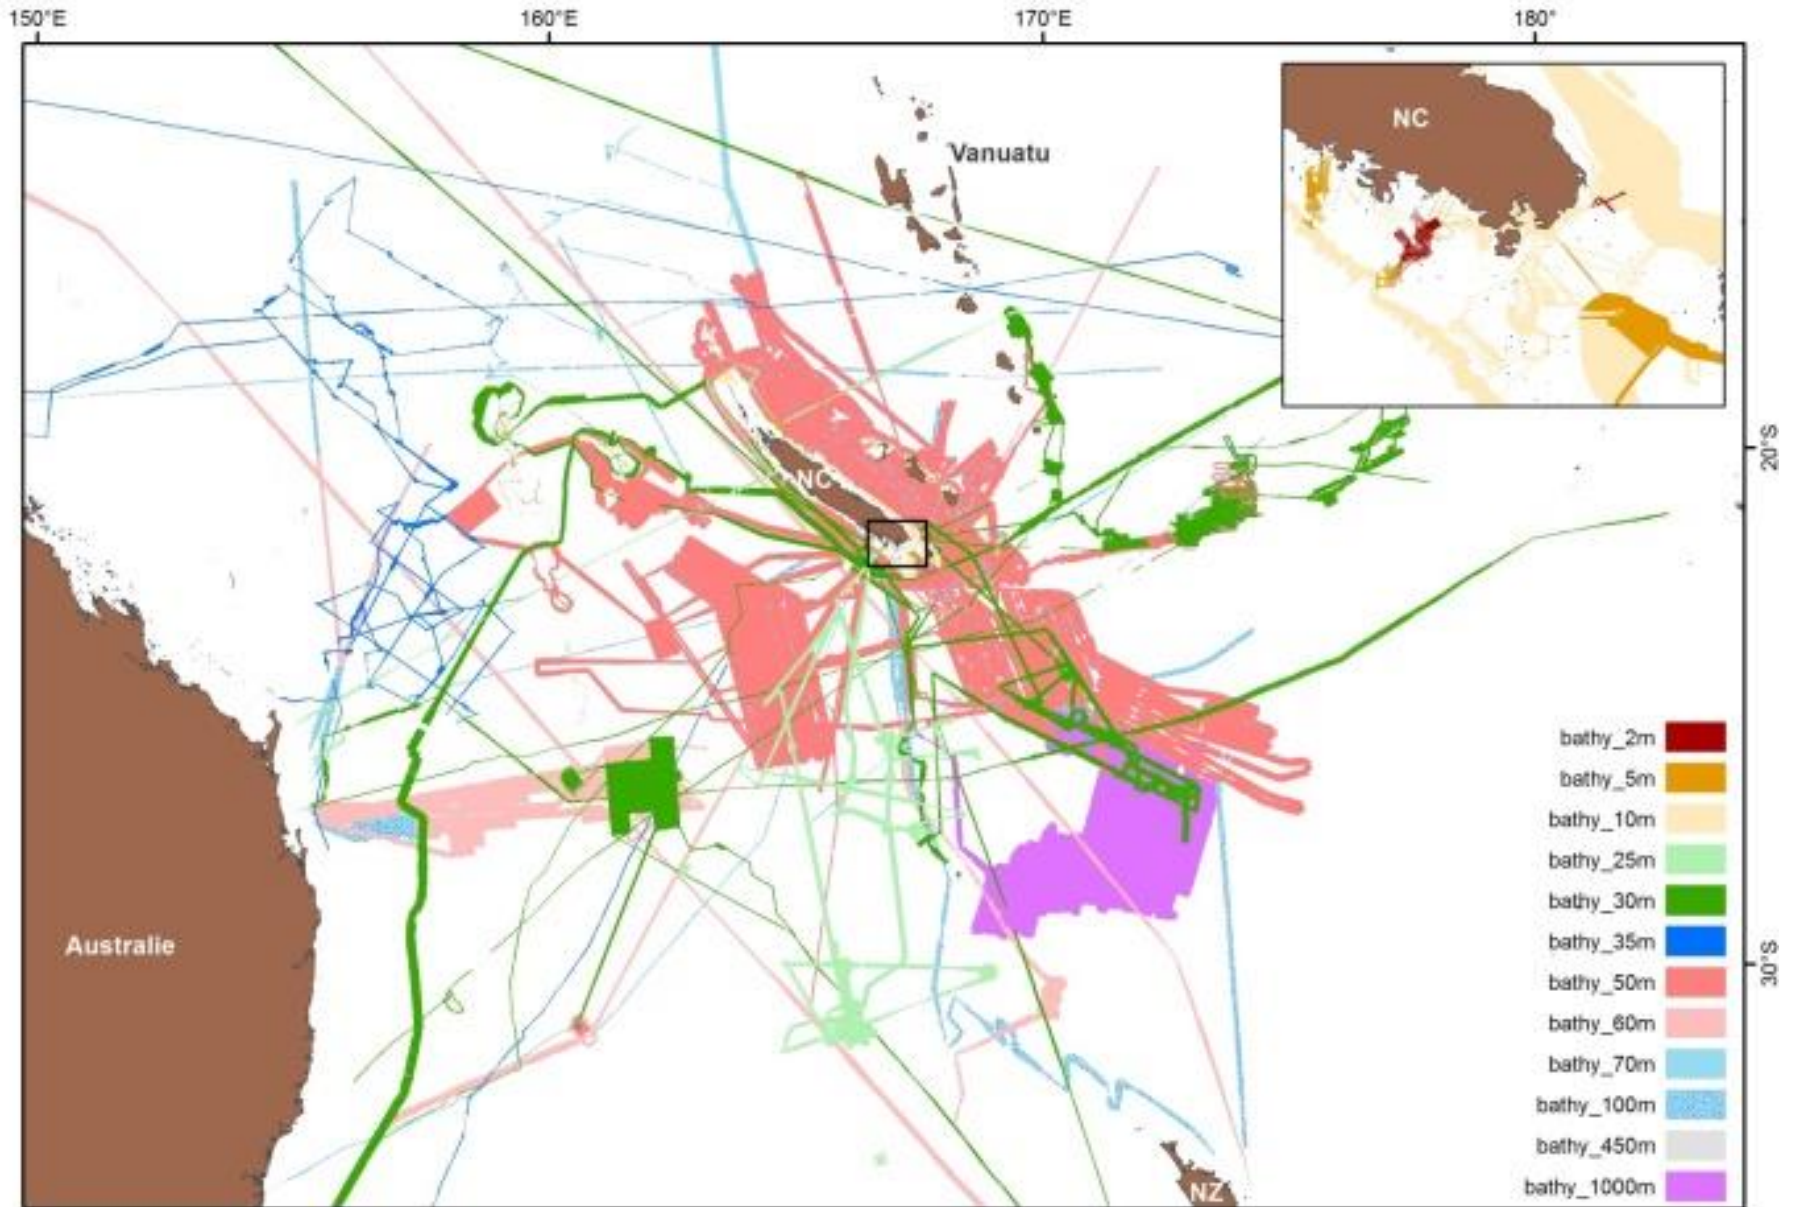 150°E
160°E
170°E
180°
NC
Vanuatu
20°S
NC
bathy_2m
bathy_5m
bathy_10m
bathy_25m
bathy_30m
bathy_35m
Australie
30°S
bathy_50m
bathy_60m
bathy_70m
bathy_100m
bathy_450m
bathy_1000m
NZ